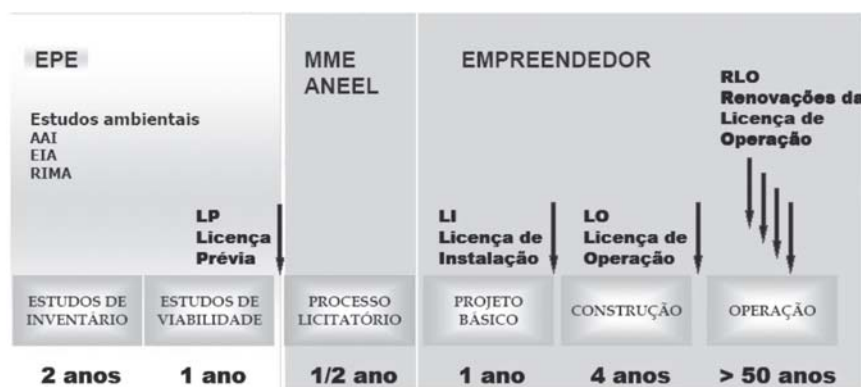 EPE
MME
ANEEL
EMPREENDEDOR
RLO
Renovações da
Licença de
Operação
Estudos ambientais
AAI
EIA
RIMA
LP
Licença
Prévia
LI
Licença de
Instalação
LO
Licença de
Operação
ESTUDOS DE
INVENTÁRIO
ESTUDOS DE
VIABILIDADE
PROCESSO
LICITATÓRIO
PROJETO
BÁSICO
CONSTRUÇÃO
OPERAÇÃO
2 anos
1 ano
1/2 ano
1 ano
4 anos
> 50 anos